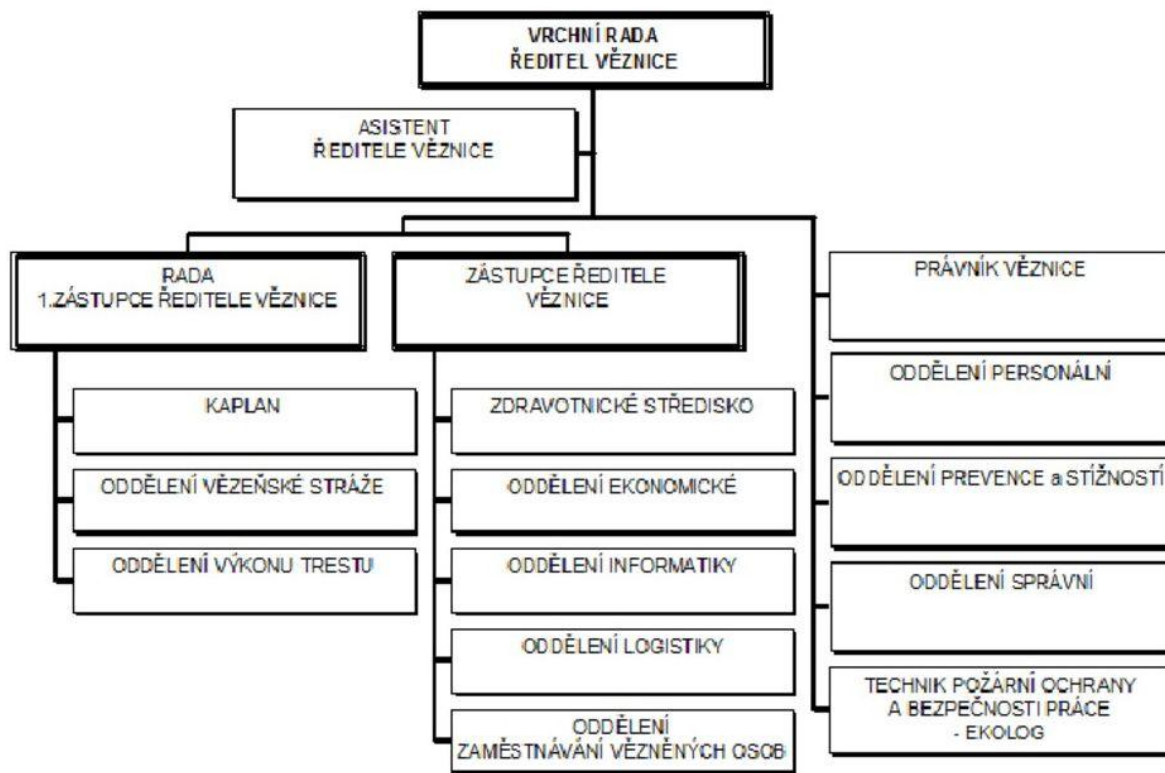 VRCHNÍ RADA
ŘEDITEL VĚZNICE
ASISTENT
ŘEDITELE VĚZNICE
RADA
1.ZÁSTUPCE ŘEDITELE VĚZNICE
KAPLAN
ODDĚLENÍ VĚZEŇSKÉ STRÁŽE
ODDĚLENÍ VÝKONU TRESTU
ZÁSTUPCE ŘEDITELE
VĚZNICE
ZDRAVOTNICKÉ STŘEDISKO
ODDĚLENÍ EKONOMICKÉ
ODDĚLENÍ INFORMATIKY
ODDĚLENÍ LOGISTIKY
ODDĚLENÍ
ZAMĚSTNÁVÁNÍ VĚZNĚNÝCH OSOB
PRÁVNÍK VĚZNICE
ODDĚLENÍ PERSONÁLNÍ
ODDĚLENÍ PREVENCE a STÍŽNOSTÍ
ODDĚLENÍ SPRÁVNÍ
TECHNIK POŽÁRNÍ OCHRANY
A BEZPEČNOSTI PRÁCE
- EKOLOG